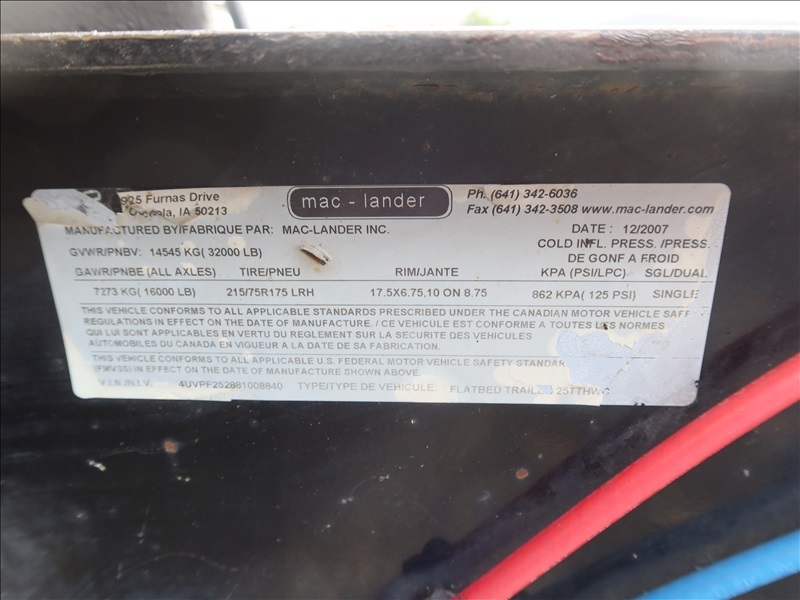 925 Furnas Drive
mac - lander
Ph. (641) 342-6036
IA 50213
Fax (641) 342-3508 www.mac-lander.com
MANUFACTURED BY/FABRIQUE PAR: MAC-LANDER INC.
DATE : 12/2007
GVWR/PNBV: 14545 KG( 32000 LB)
COLD INFL. PRESS. /PRESS.
DE GONF A FROID
GAWR/PNBE (ALL AXLES) TIRE/PNEU RIM/JANTE KPA (PSI/LPC) SGL/DUAL
7273 KG( 16000 LB) 215/75R175 LRH 17.5X6.75,10 ON 8.75 862 KPA( 125 PSI) SINGLE
THIS VEHICLE CONFORMS TO ALL APPLICABLE STANDARDS PRESCRIBED UNDER THE CANADIAN MOTOR VEHICLE SAFE
REGULATIONS IN EFFECT ON THE DATE OF MANUFACTURE. / CE VEHICULE EST CONFORME A TOUTES LES NORMES
QUI LUI SONT APPLICABLES EN VERTU DU REGLEMENT SUR LA SECURITE DES VEHICULES
AUTOMOBILES DU CANADA EN VIGUEUR A LA DATE DE SA FABRICATION.
THIS VEHICLE CONFORMS TO ALL APPLICABLE U.S. FEDERAL MOTOR VEHICLE SAFETY STANDAR
(FMVSS) IN EFFECT ON DATE OF MANUFACTURE SHOWN ABOVE.
V.I.N./N.I.V. 4UVPF252881008840 TYPE/TYPE DE VEHICULE: FLATBED TRAILER 25TTHWC